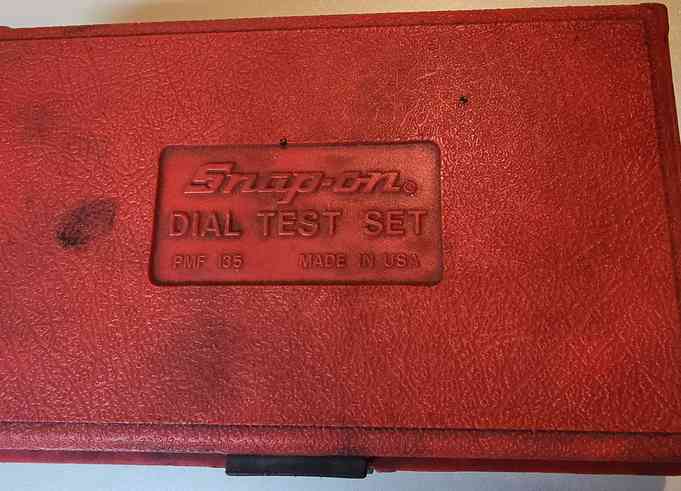 Snap-on®
DIAL TEST SET
PMF 135 MADE IN USA